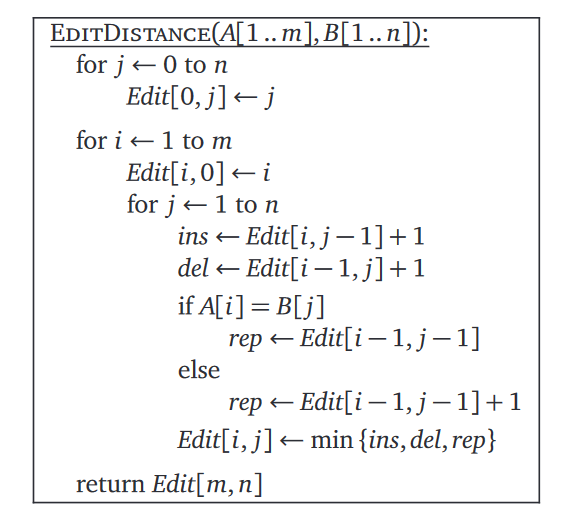 EDITDISTANCE(A[1 .. m], B[1 .. n]):
for j ← 0 to n
Edit[0, j] ← j
for i ← 1 to m
Edit[i, 0] ← i
for j ← 1 to n
ins ← Edit[i, j − 1] + 1
del ← Edit[i − 1, j] + 1
if A[i] = B[j]
rep ← Edit[i − 1, j − 1]
else
rep ← Edit[i − 1, j − 1] + 1
Edit[i, j] ← min {ins, del, rep}
return Edit[m, n]